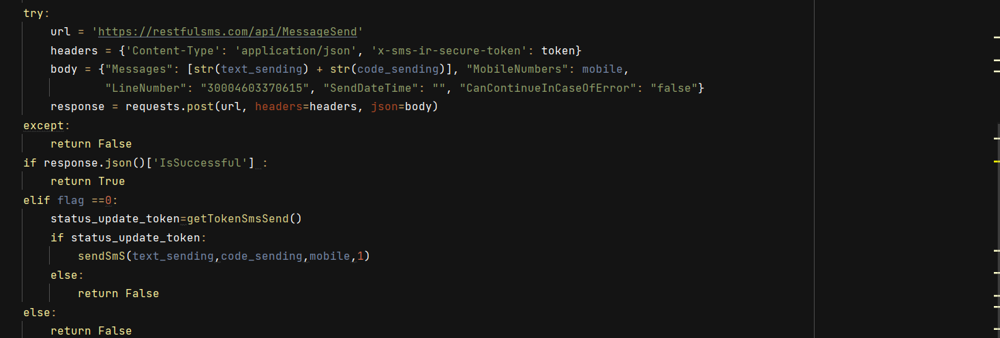 try:
url = 'https://restfulsms.com/api/MessageSend'
headers = {'Content-Type': 'application/json', 'x-sms-ir-secure-token': token}
body = {"Messages": [str(text_sending) + str(code_sending)], "MobileNumbers": mobile,
"LineNumber": "30004603370615", "SendDateTime": "", "CanContinueInCaseOfError": "false"}
response = requests.post(url, headers=headers, json=body)
except:
return False
if response.json()['IsSuccessful'] :
return True
elif flag ==0:
status_update_token=getTokenSmsSend()
if status_update_token:
sendSmS(text_sending,code_sending,mobile,1)
else:
return False
else:
return False